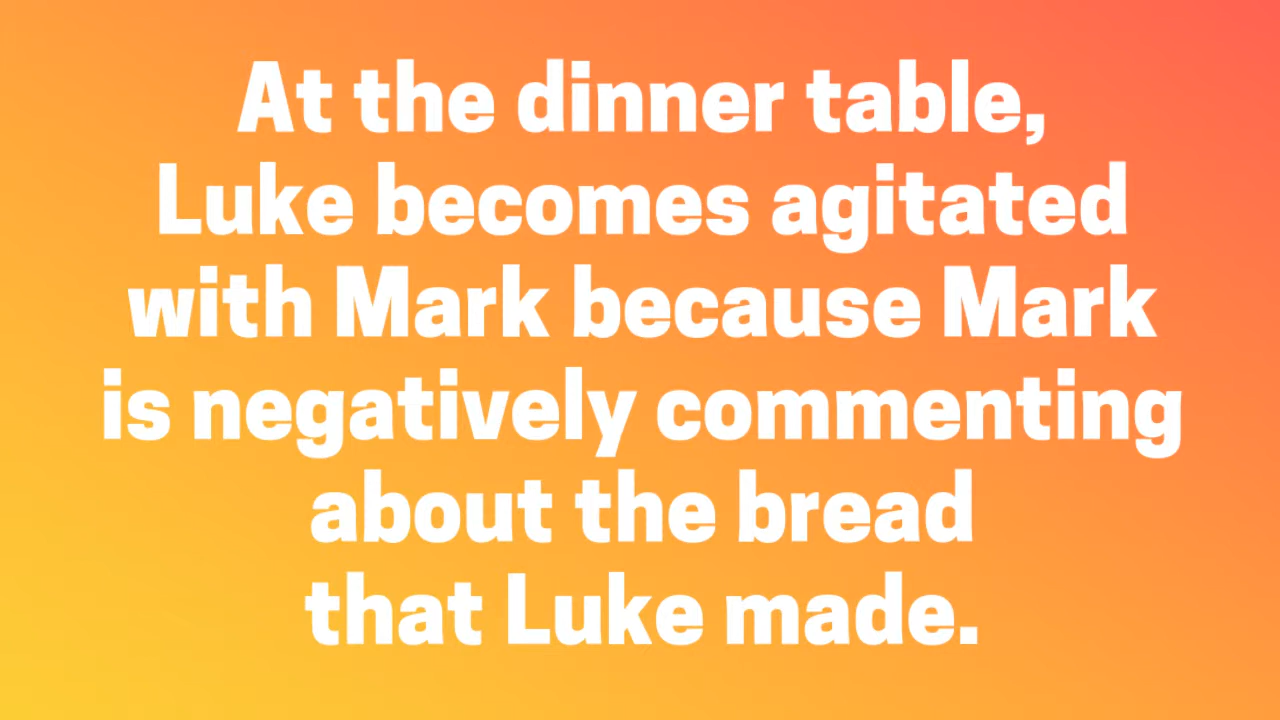 At the dinner table,
Luke becomes agitated
with Mark because Mark
is negatively commenting
about the bread
that Luke made.